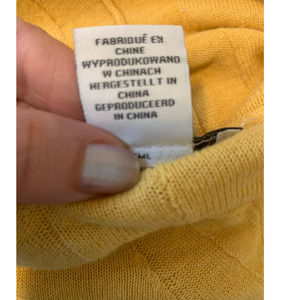 FABRIQUÉ EN
CHINE
WYPRODUKOWANO
W CHINACH
HERGESTELLT IN
CHINA
GEPRODUCEERD
IN CHINA